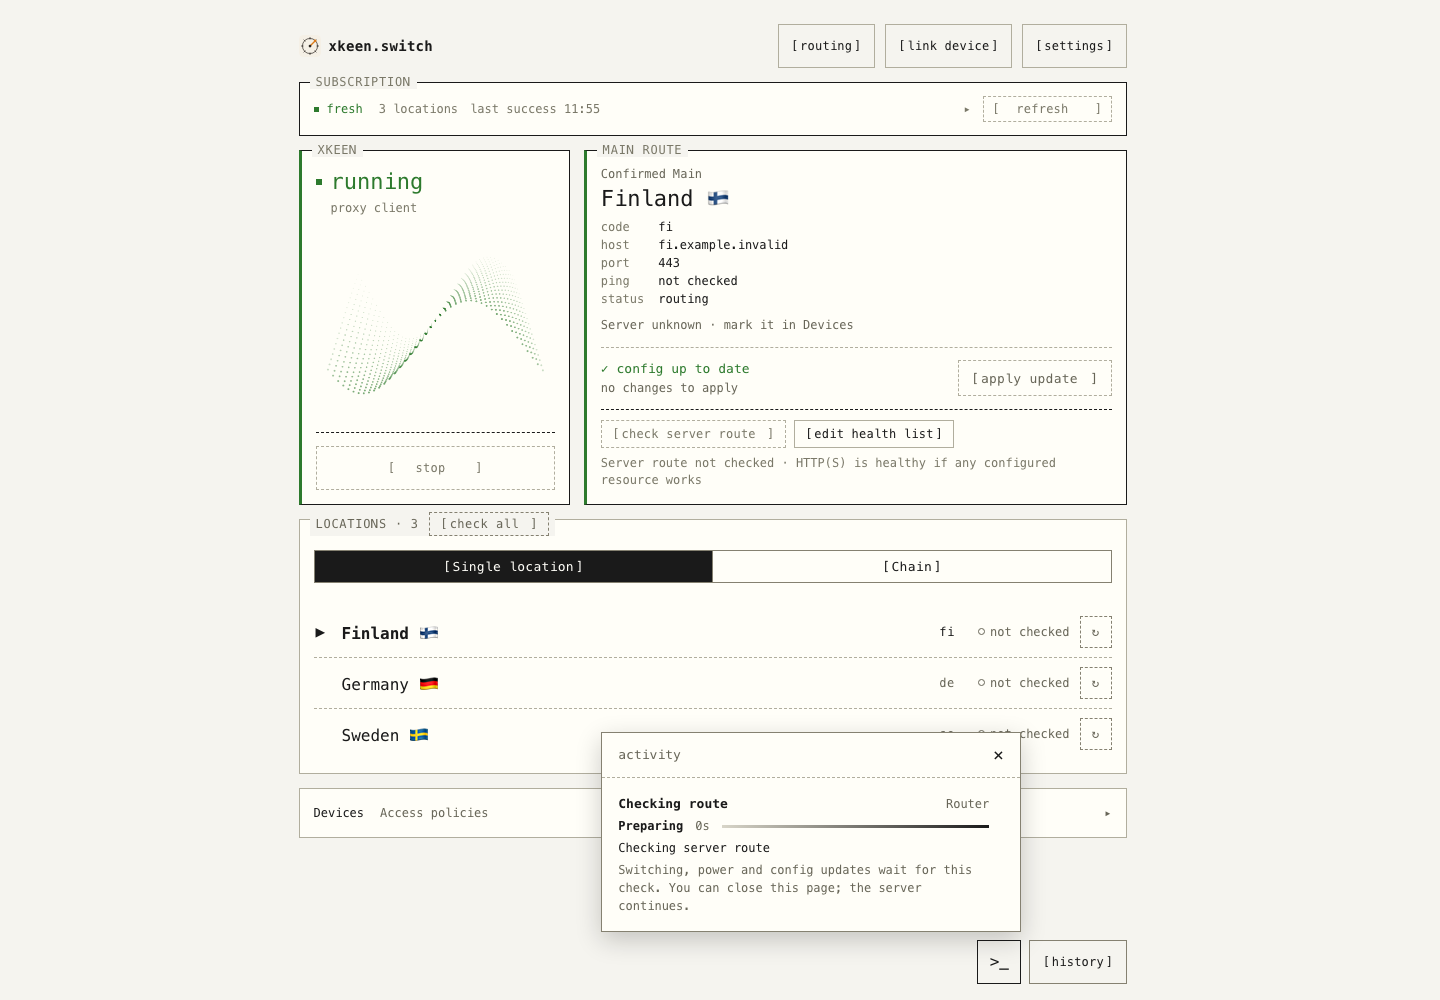 xkeen.switch
[routing]
[link device]
[settings]
SUBSCRIPTION
fresh 3 locations last success 11:55
[ refresh ]
XKEEN
running
proxy client
[ stop ]
MAIN ROUTE
Confirmed Main
Finland
code fi
host fi.example.invalid
port 443
ping not checked
status routing
Server unknown · mark it in Devices
✓ config up to date
no changes to apply
[apply update ]
[check server route ]
[edit health list]
Server route not checked · HTTP(S) is healthy if any configured
resource works
LOCATIONS · 3 [check all ]
[Single location]
[Chain]
Finland fi not checked
Germany de not checked
Sweden checked
Devices Access policies
activity
Checking route Router
Preparing 0s
Checking server route
Switching, power and config updates wait for this
check. You can close this page; the server
continues.
>_
[history]